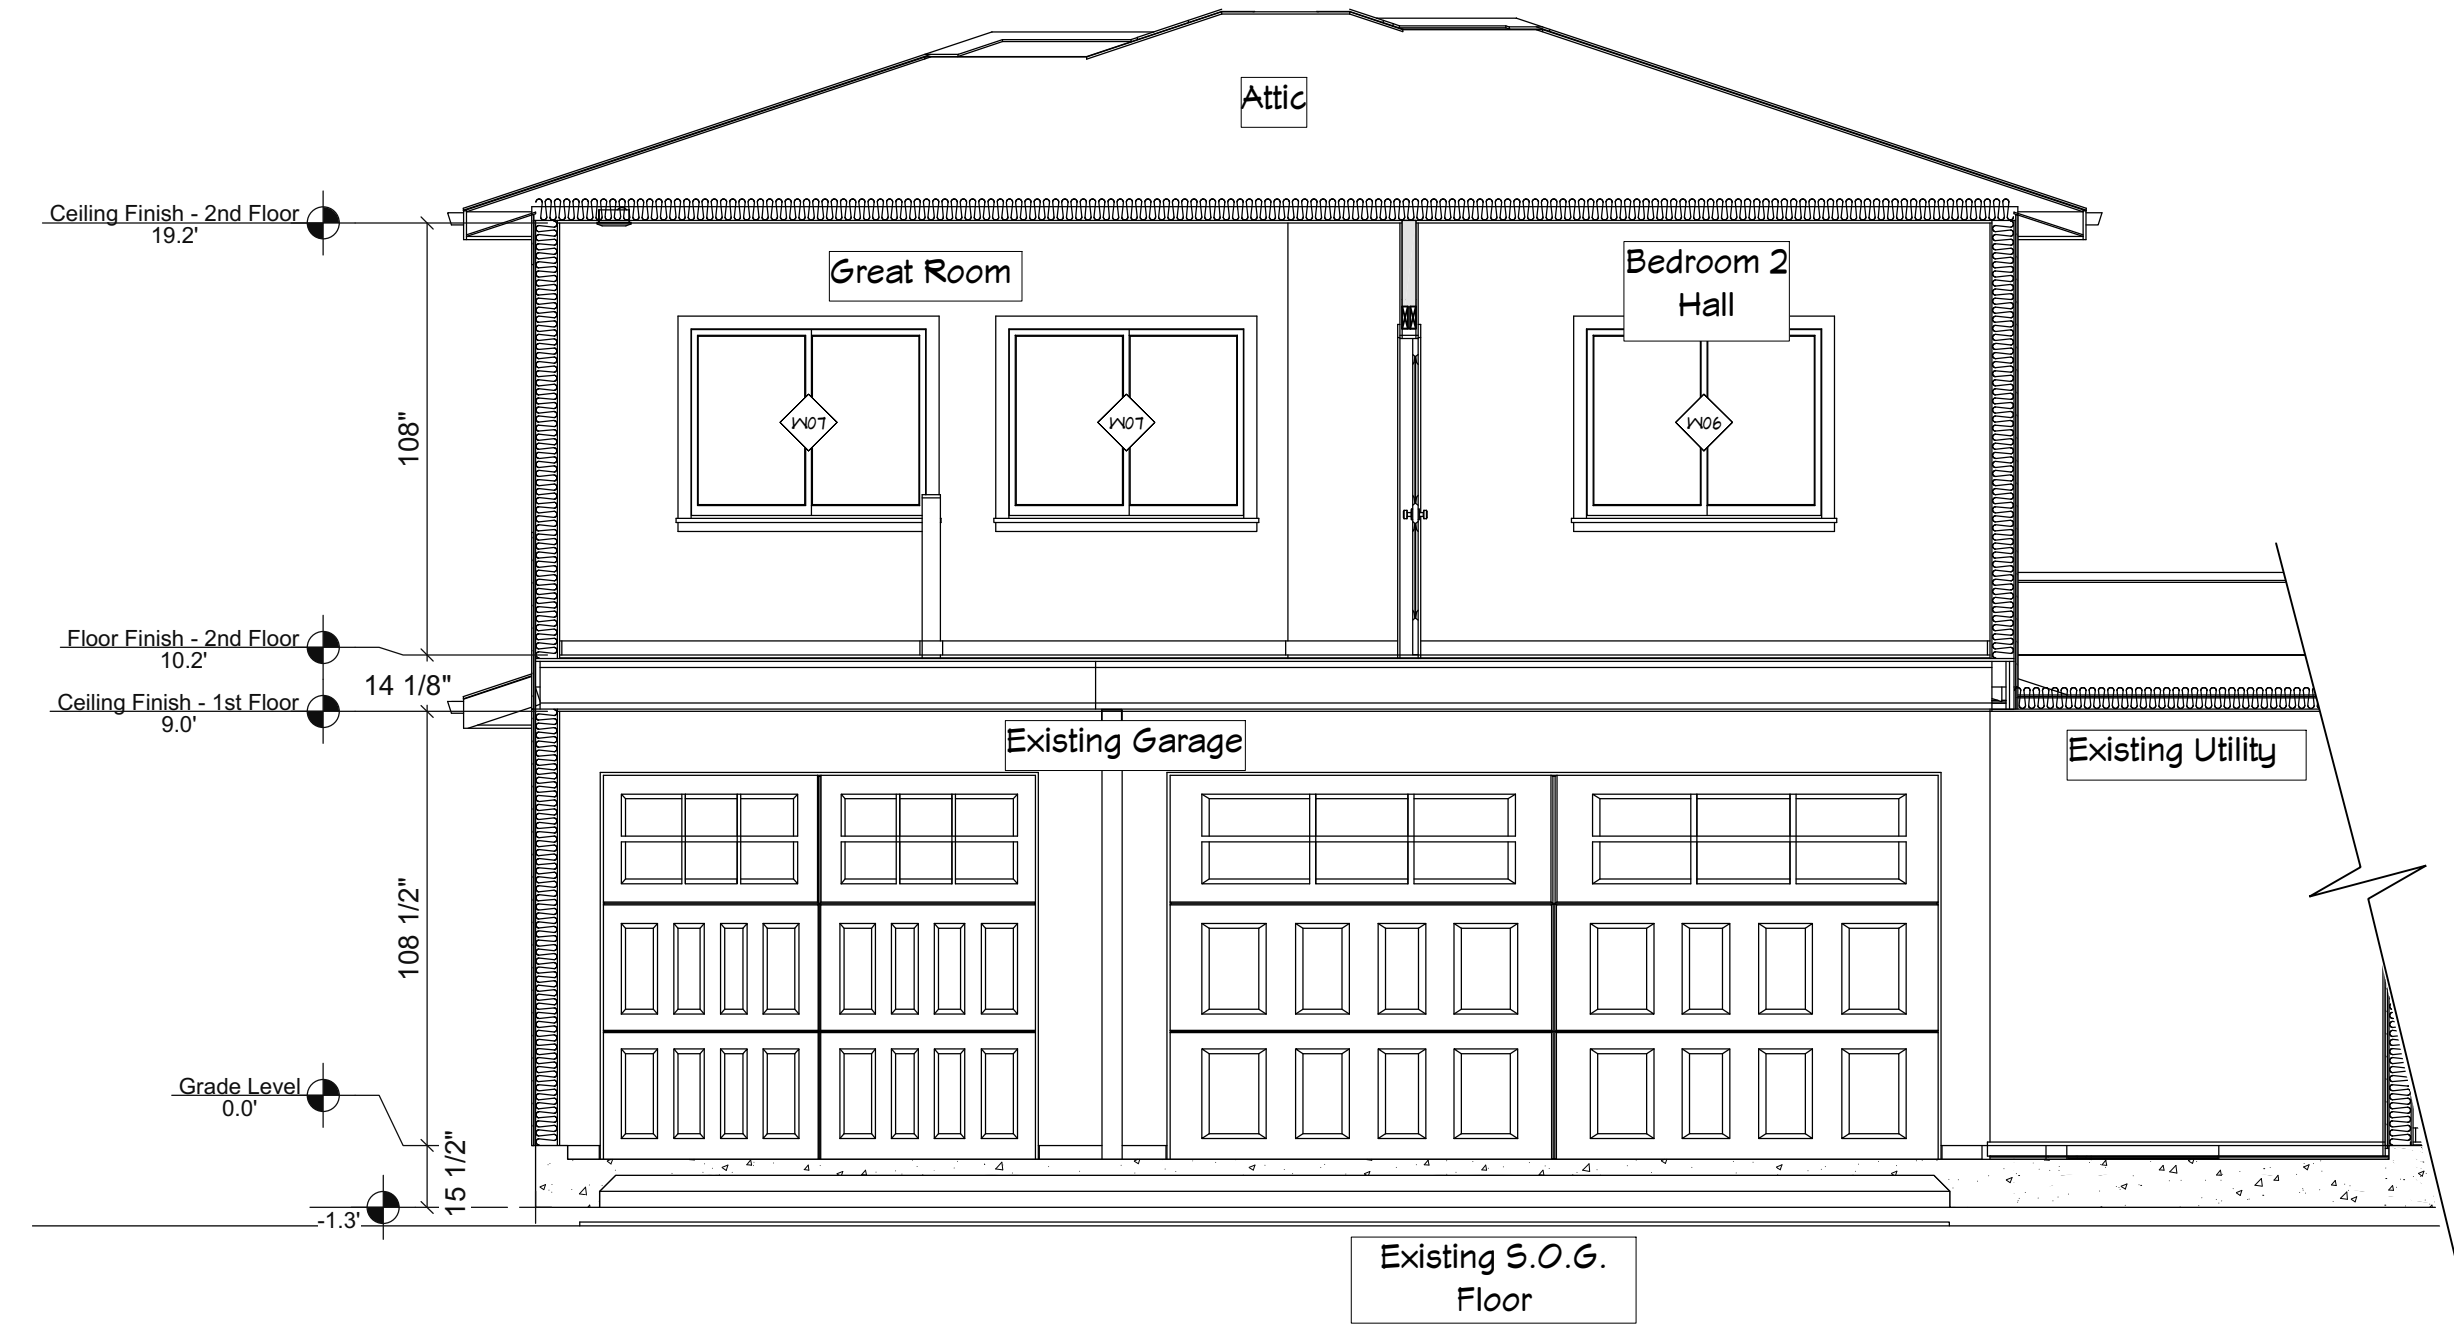 Attic
Ceiling Finish - 2nd Floor
19.2'
Great Room
Bedroom 2
Hall
108"
W07
W07
W06
Floor Finish - 2nd Floor
10.2'
14 1/8"
Ceiling Finish - 1st Floor
9.0'
Existing Garage
Existing Utility
108 1/2"
Grade Level
0.0'
15 1/2"
-1.3'
Existing S.O.G.
Floor